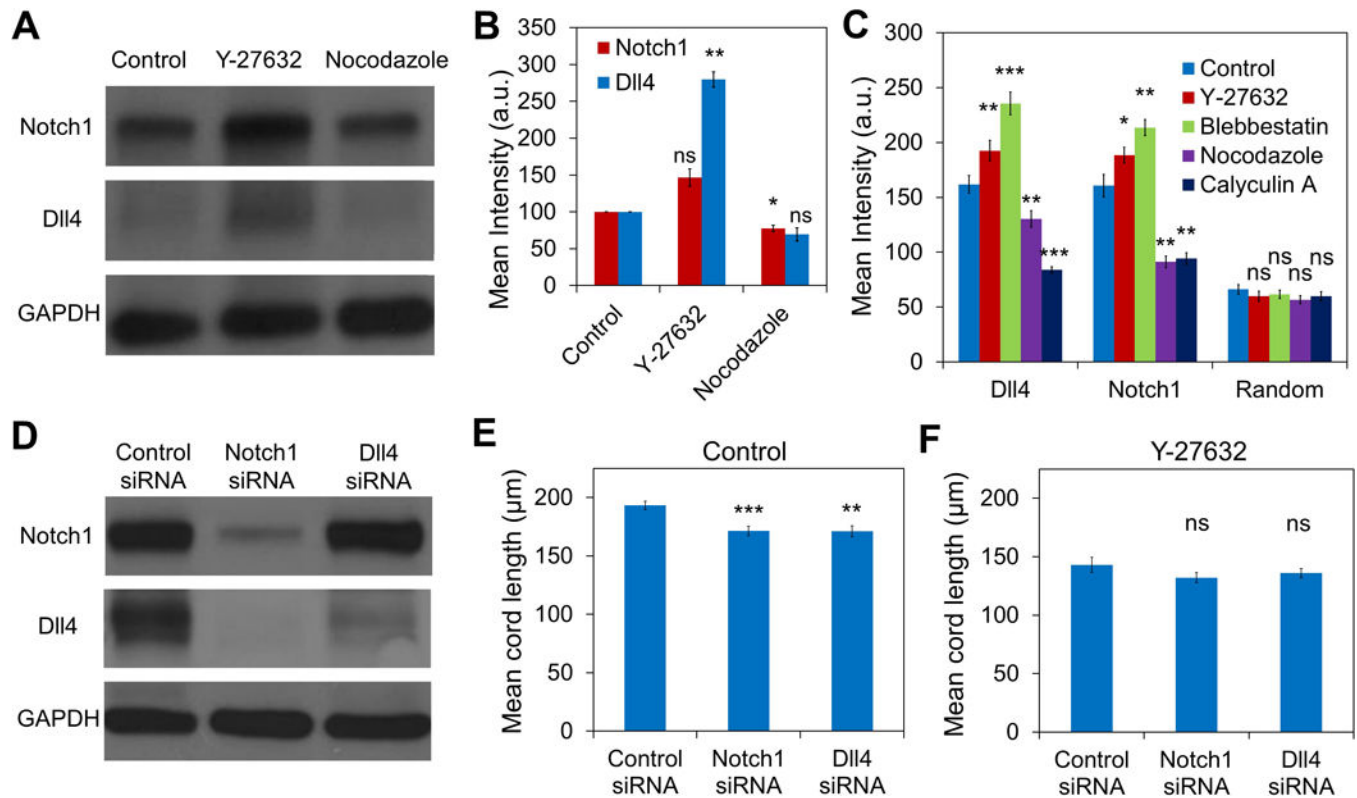 A
Control Y-27632 Nocodazole
Notch1
Dll4
GAPDH
B
Mean Intensity (a.u.)
350
300
250
200
150
100
50
0
Notch1
Dll4
**
ns
*
ns
Control
Y-27632
Nocodazole
C
Mean Intensity (a.u.)
300
250
200
150
100
50
0
Control
Y-27632
Blebbestatin
Nocodazole
Calyculin A
**
***
**
***
*
**
**
**
ns
ns
ns
ns
Dll4 Notch1 Random
D
Control siRNA
Notch1 siRNA
Dll4 siRNA
Notch1
Dll4
GAPDH
E
Control
Mean cord length (µm)
200
150
100
50
0
***
**
Control siRNA
Notch1 siRNA
Dll4 siRNA
F
Y-27632
Mean cord length (µm)
200
150
100
50
0
ns
ns
Control siRNA
Notch1 siRNA
Dll4 siRNA